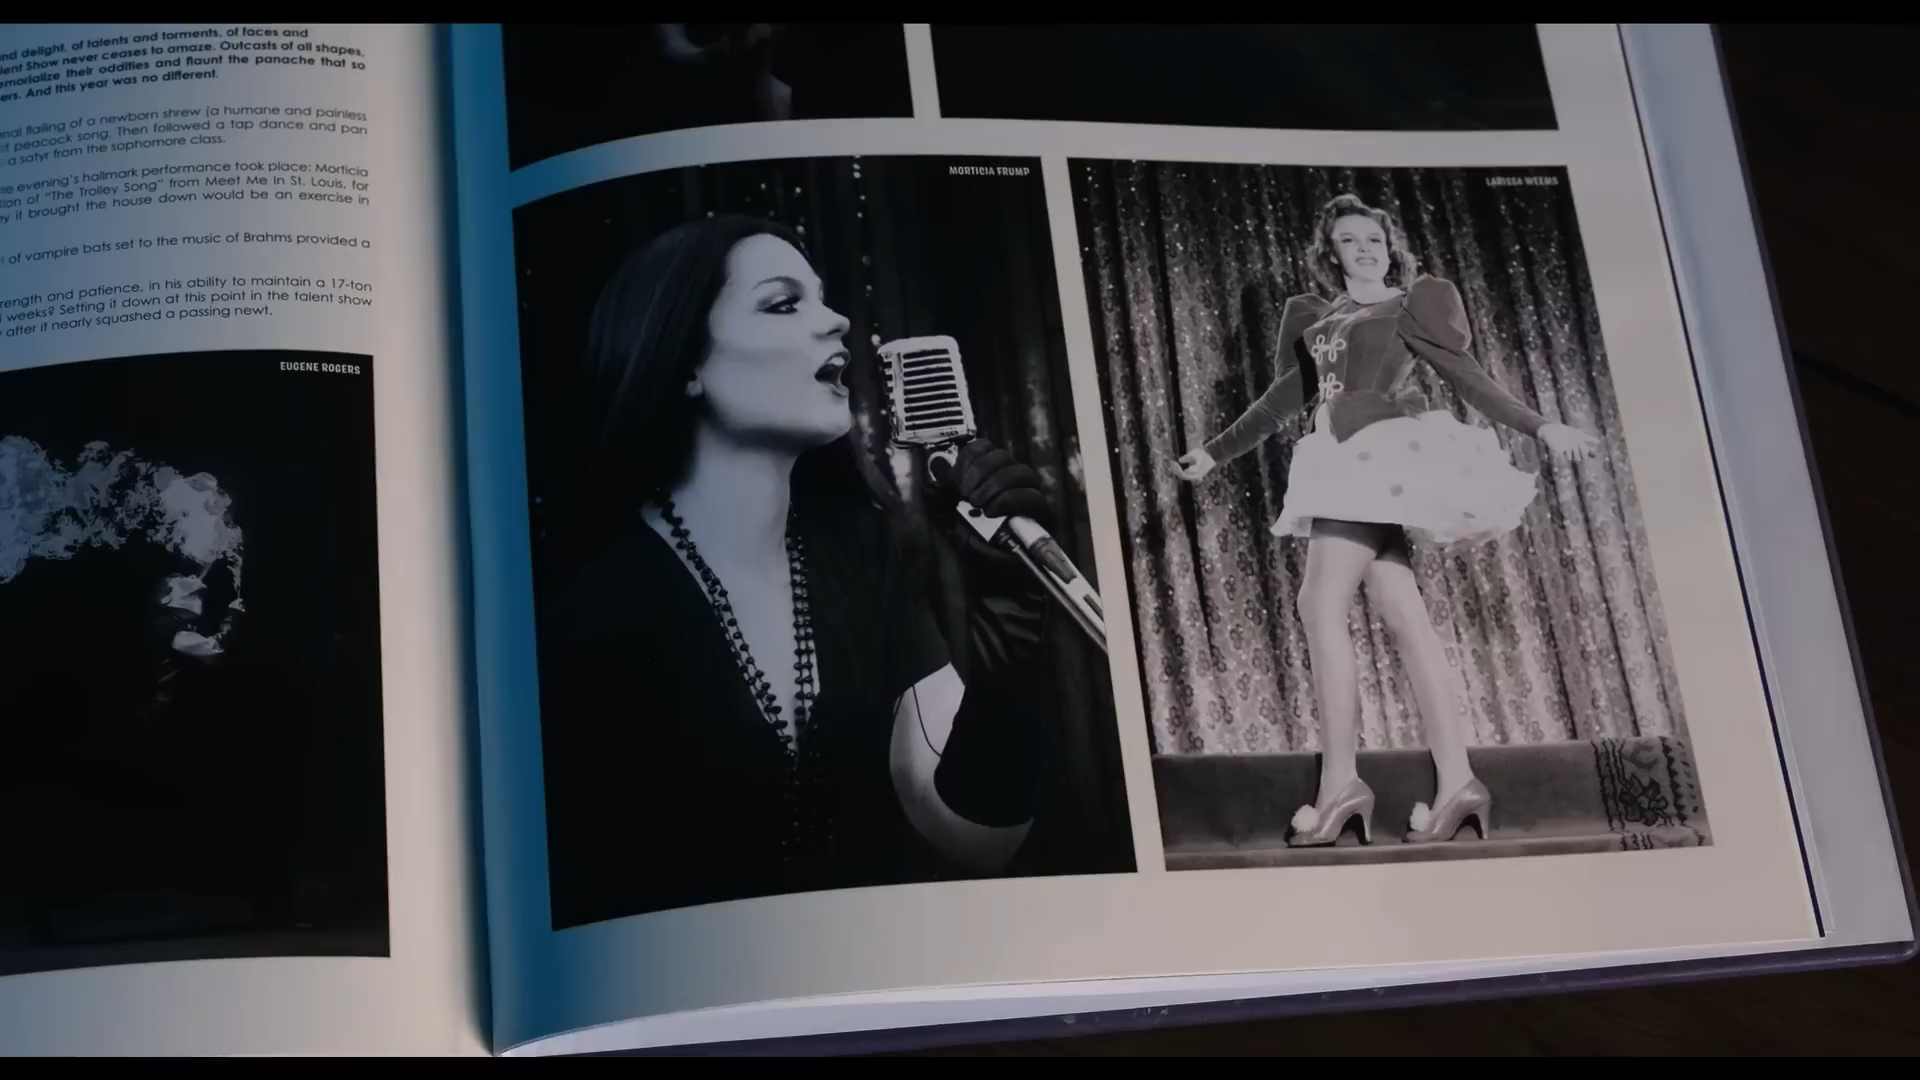 nd delight, of talents and torments, of faces and
ent Show never ceases to amaze. Outcasts of all shapes,
emorialize their oddities and flaunt the panache that so
ers. And this year was no different.
nal flailing of a newborn shrew (a humane and painless
of peacock song. Then followed a tap dance and pan
a satyr from the sophomore class.
he evening's hallmark performance took place: Morticia
ion of "The Trolley Song" from Meet Me In St. Louis, for
y it brought the house down would be an exercise in
of vampire bats set to the music of Brahms provided a
rength and patience, in his ability to maintain a 17-ton
weeks? Setting it down at this point in the talent show
after it nearly squashed a passing newt.
EUGENE ROGERS
MORTICIA FRUMP
LARISSA WEEMS